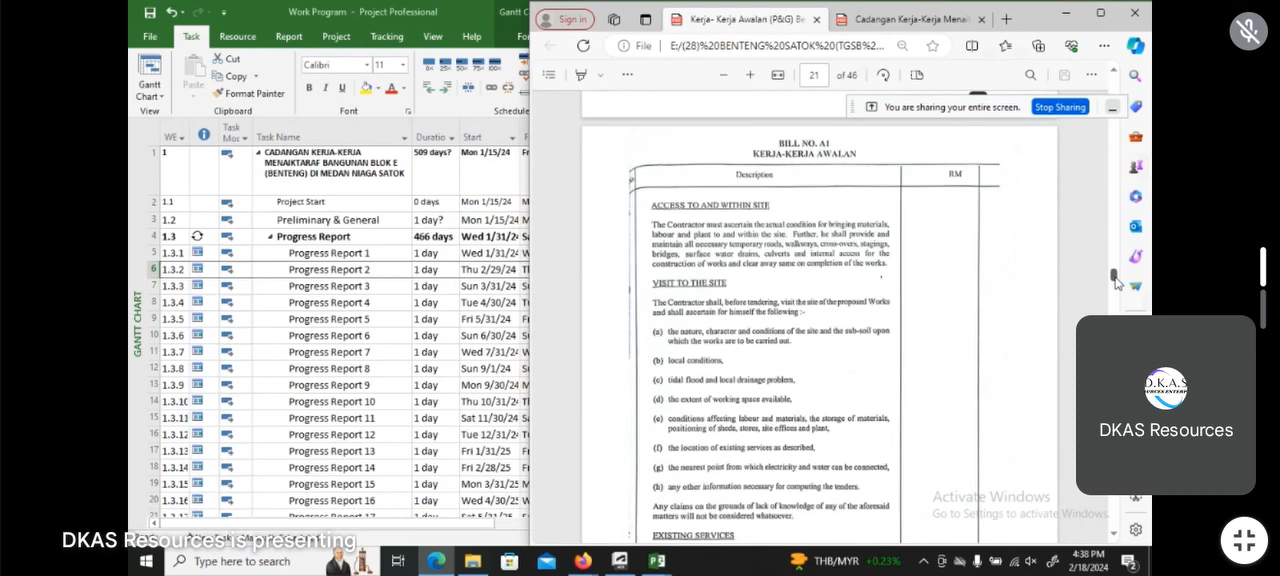 Work Program - Project Professional
Gantt C
Sign in
Kerja- Kerja Awalan (P&G) Be
Cadangan Kerja-Kerja Menai
File
Task
Resource
Report
Project
Tracking
View
Help
File
E:/(28)%20BENTENG%20SATOK%20(TGSB%2...
Gantt
Chart
View
Paste
Cut
Copy
Format Painter
Clipboard
Calibri
11
B I U
Font
Schedule
21 of 46
You are sharing your entire screen.
Stop Sharing
Task
Task Name
Start
1 1 CADANGAN KERJA-KERJA MENAIKTARAF BANGUNAN BLOK E (BENTENG) DI MEDAN NIAGA SATOK 509 days? Mon 1/15/24
2 1.1 Project Start 0 days Mon 1/15/24
3 1.2 Preliminary & General 1 day? Mon 1/15/24
4 1.3 Progress Report 466 days Wed 1/31/2
5 1.3.1 Progress Report 1 1 day Wed 1/31/2
6 1.3.2 Progress Report 2 1 day Thu 2/29/24
7 1.3.3 Progress Report 3 1 day Sun 3/31/24
8 1.3.4 Progress Report 4 1 day Tue 4/30/24
9 1.3.5 Progress Report 5 1 day Fri 5/31/24
10 1.3.6 Progress Report 6 1 day Sun 6/30/24
11 1.3.7 Progress Report 7 1 day Wed 7/31/2
12 1.3.8 Progress Report 8 1 day Sun 9/1/24
13 1.3.9 Progress Report 9 1 day Mon 9/30/24
14 1.3.10 Progress Report 10 1 day Thu 10/31/2
15 1.3.11 Progress Report 11 1 day Sat 11/30/24
16 1.3.12 Progress Report 12 1 day Tue 12/31/2
17 1.3.13 Progress Report 13 1 day Fri 1/31/25
18 1.3.14 Progress Report 14 1 day Fri 2/28/25
19 1.3.15 Progress Report 15 1 day Mon 3/31/25
20 1.3.16 Progress Report 16 1 day Wed 4/30/25
GANTT CHART
BILL NO. A1
KERJA-KERJA AWALAN
Description
RM
ACCESS TO AND WITHIN SITE
The Contractor must ascertain the actual condition for bringing materials,
labour and plant to and within the site. Further, he shall provide and
maintain all necessary temporary roads, walkways, cross-overs, stagings,
bridges, surface water drains, culverts and internal access for the
construction of works and clear away same on completion of the works.
VISIT TO THE SITE
The Contractor shall, before tendering, visit the site of the proposed Works
and shall ascertain for himself the following :-
(a) the nature, character and conditions of the site and the sub-soil upon
which the works are to be carried out.
(b) local conditions,
(c) tidal flood and local drainage problem,
(d) the extent of working space available,
(e) conditions affecting labour and materials, the storage of materials,
positioning of sheds, stores, site offices and plant,
(f) the location of existing services as described,
(g) the nearest point from which electricity and water can be connected,
(h) any other information necessary for computing the tenders.
Any claims on the grounds of lack of knowledge of any of the aforesaid
matters will not be considered whatsoever.
EXISTING SERVICES
Activate Windows
Go to Settings to activate Windows.
D.K.A.S
DKAS Resources
DKAS Resources is presenting
Type here to search
THB/MYR +0.23%
4:38 PM
2/18/2024